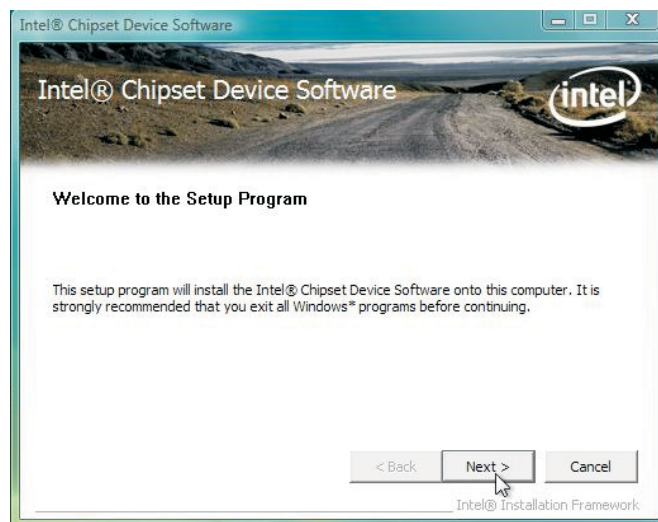 Intel® Chipset Device Software
Intel® Chipset Device Software
intel
Welcome to the Setup Program
This setup program will install the Intel® Chipset Device Software onto this computer. It is
strongly recommended that you exit all Windows* programs before continuing.
< Back
Next >
Cancel
Intel® Installation Framework